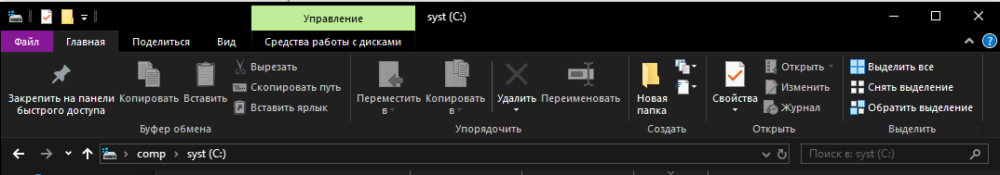 Управление
syst (C:)
Файл
Главная
Поделиться
Вид
Средства работы с дисками
Закрепить на панели
быстрого доступа
Копировать
Вставить
Вырезать
Скопировать путь
Вставить ярлык
Буфер обмена
Переместить
в
Копировать
в
Удалить
Переименовать
Упорядочить
Новая
папка
Создать
Свойства
Открыть
Изменить
Журнал
Открыть
Выделить все
Снять выделение
Обратить выделение
Выделить
comp
syst (C:)
Поиск в: syst (C:)